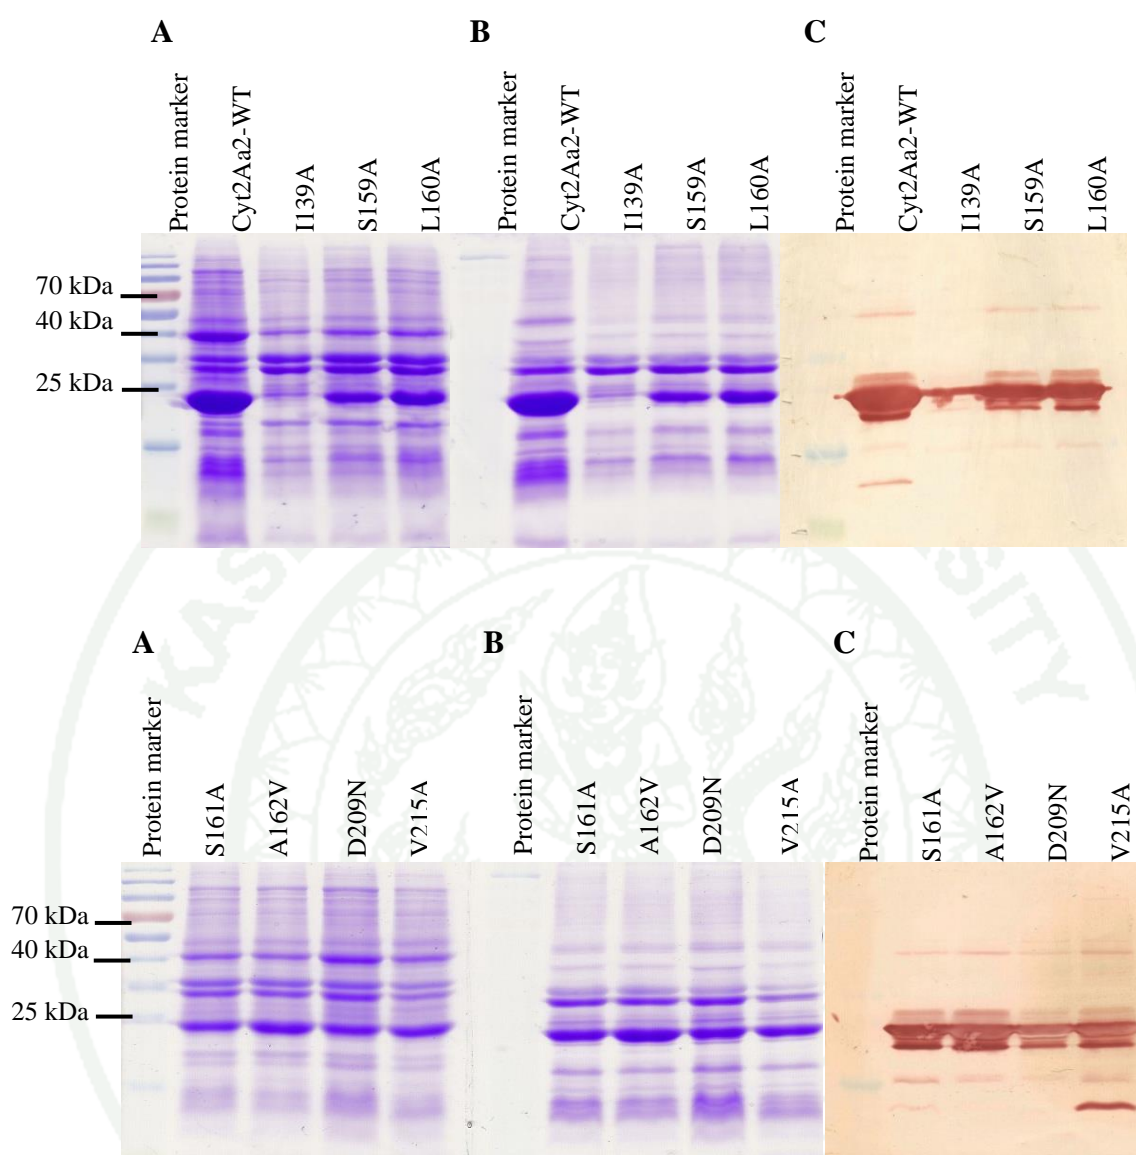 A
B
C
Protein marker
Cyt2Aa2-WT
I139A
S159A
L160A
Protein marker
Cyt2Aa2-WT
I139A
S159A
L160A
Protein marker
Cyt2Aa2-WT
I139A
S159A
L160A
70 kDa
40 kDa
25 kDa
A
B
C
Protein marker
S161A
A162V
D209N
V215A
Protein marker
S161A
A162V
D209N
V215A
Protein marker
S161A
A162V
D209N
V215A
70 kDa
40 kDa
25 kDa